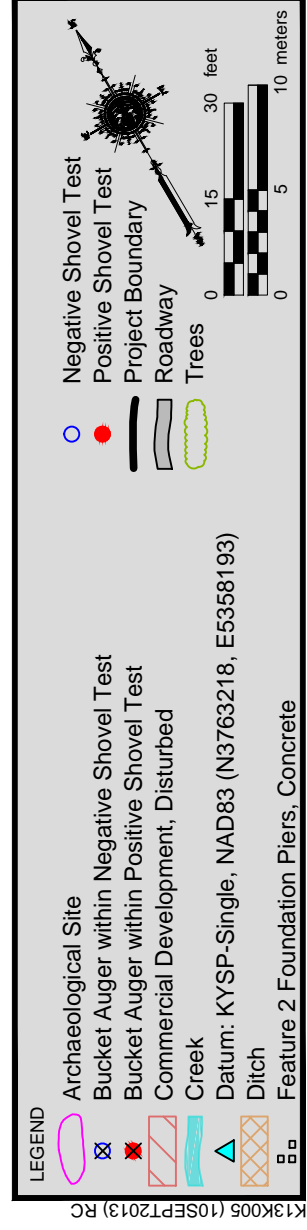 LEGEND
Archaeological Site
Bucket Auger within Negative Shovel Test
Bucket Auger within Positive Shovel Test
Commercial Development, Disturbed
Creek
Datum: KYSP-Single, NAD83 (N3763218, E5358193)
Ditch
Feature 2 Foundation Piers, Concrete
Negative Shovel Test
Positive Shovel Test
Project Boundary
Roadway
Trees
0 15 30 feet
0 5 10 meters
K13K005 (10SEPT2013) RC